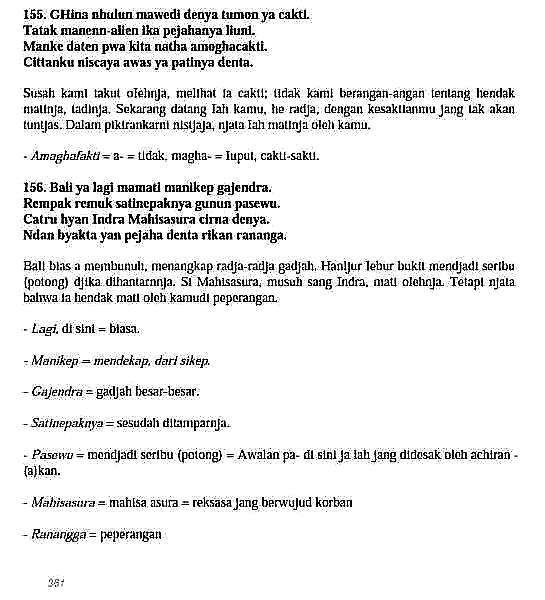 155. GHina nhulun mawedi denya tumon ya cakti.
Tatak manenn-alien ika pejahanya liuni.
Manke daten pwa kita natha amoghacakti.
Cittanku niscaya awas ya patinya denta.
Susah kami takut olehnja, melihat ia cakti; tidak kami berangan-angan tentang hendak
matinja, tadinja. Sekarang datang lah kamu, he radja, dengan kesaktianmu jang tak akan
tuntjas. Dalam pikirankami nistjaja, njata lah matinja oleh kamu.
- Amaghafakti = a- = tidak, magha- = luput, cakti-sakti.
156. Bali ya lagi mamati manikep gajendra.
Rempak remuk satinepaknya gunun pasewu.
Catru hyan Indra Mahisasura cirna denya.
Ndan byakta yan pejaha denta rikan rananga.
Bali bias a membunuh, menangkap radja-radja gadjah. Hantjur lebur bukit mendjadi seribu
(potong) djika dihantamnja. Si Mahisasura, musuh sang Indra, mati olehnja. Tetapi njata
bahwa ia hendak mati oleh kamudi peperangan.
- Lagi, di sini = biasa.
- Manikep = mendekap, dari sikep.
- Gajendra = gadjah besar-besar.
- Satinepaknya = sesudah ditamparnja.
- Pasewu = mendjadi seribu (potong) = Awalan pa- di sini ja lah jang didesak oleh achiran -
(a)kan.
- Mahisasura = mahisa asura = reksasa jang berwujud korban
- Ranangga = peperangan
281